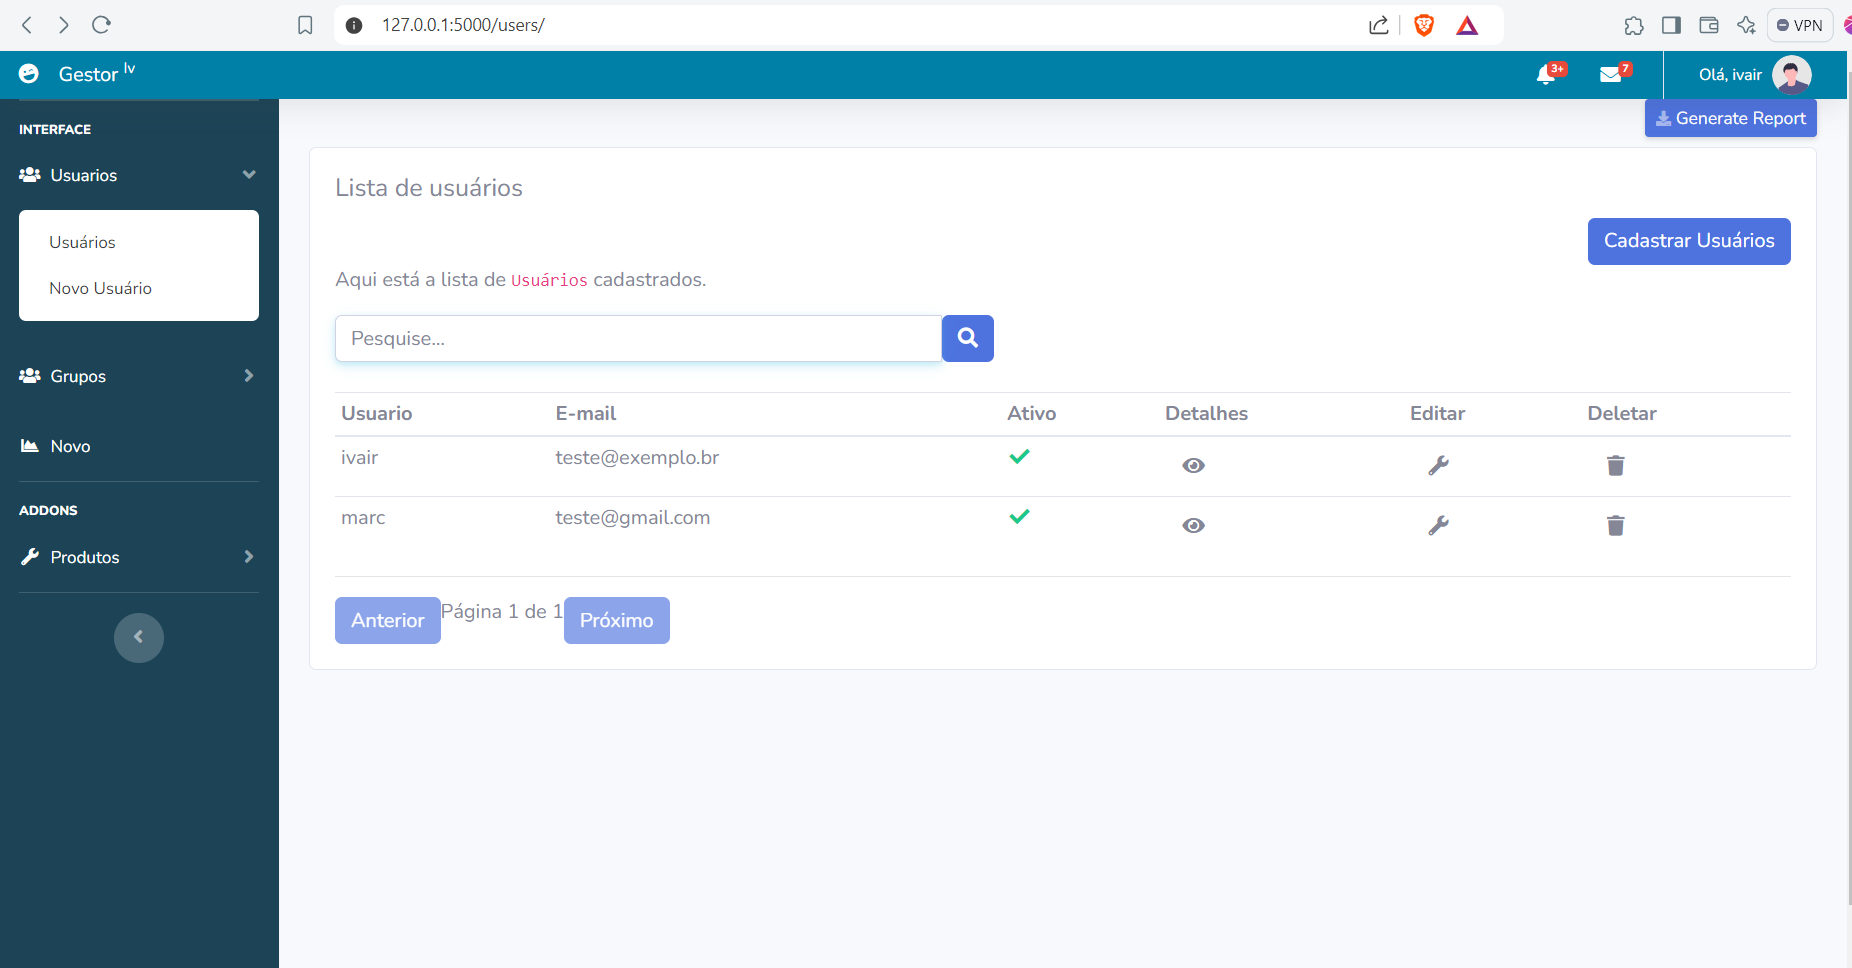 127.0.0.1:5000/users/
VPN
Gestor lv
3+
7
Olá, ivair
INTERFACE
Usuarios
Usuários
Novo Usuário
Grupos
Novo
ADDONS
Produtos
Generate Report
Lista de usuários
Cadastrar Usuários
Aqui está a lista de Usuários cadastrados.
Pesquise...
Usuario E-mail Ativo Detalhes Editar Deletar
ivair teste@exemplo.br
marc teste@gmail.com
Anterior Página 1 de 1 Próximo